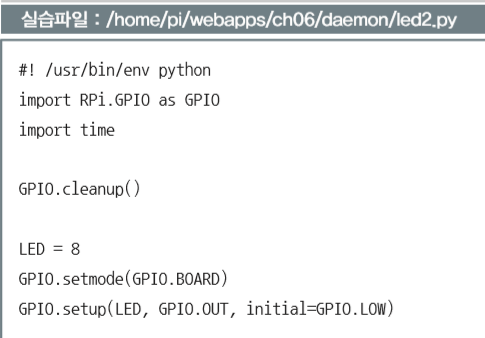 실습파일 : /home/pi/webapps/ch06/daemon/led2.py
#! /usr/bin/env python
import RPi.GPIO as GPIO
import time
GPIO.cleanup()
LED = 8
GPIO.setmode(GPIO.BOARD)
GPIO.setup(LED, GPIO.OUT, initial=GPIO.LOW)